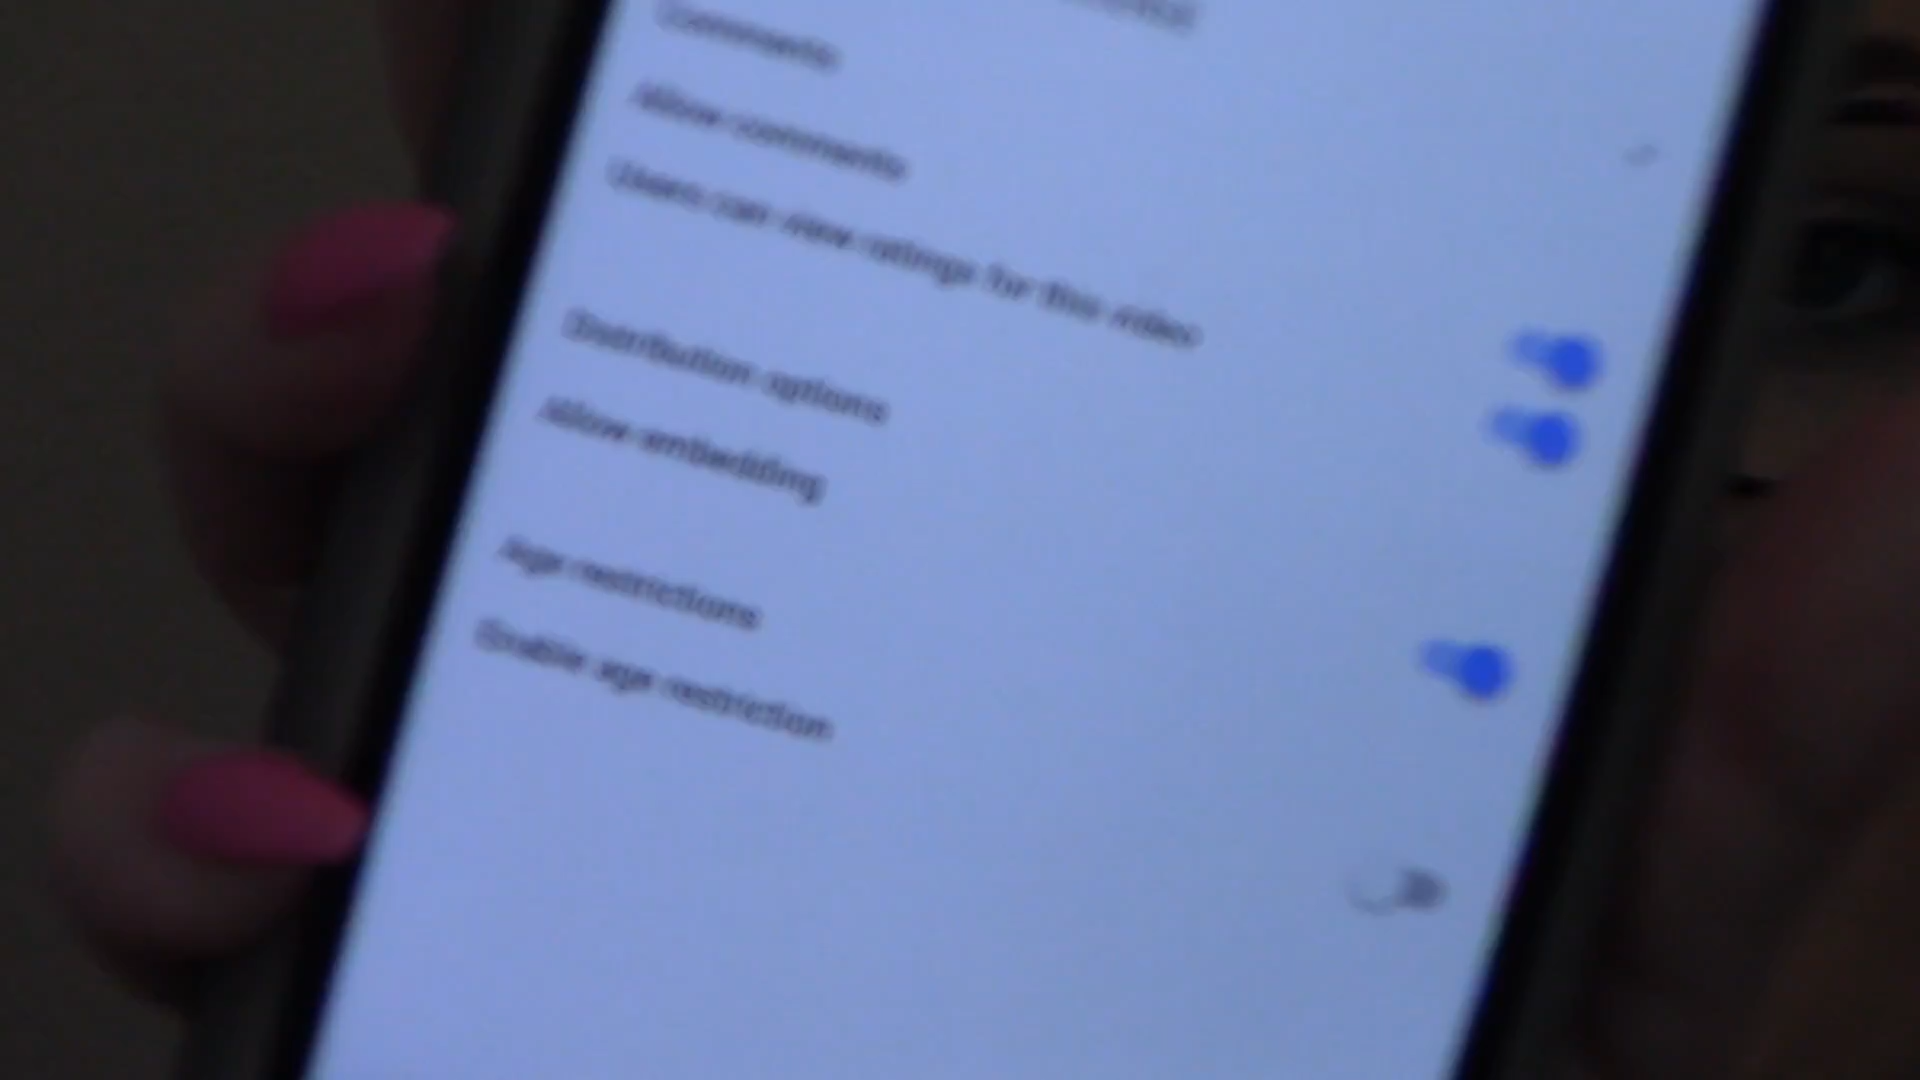 Comments
Allow comments
Users can view ratings for this video
Distribution options
Allow embedding
Age restrictions
Enable age restriction